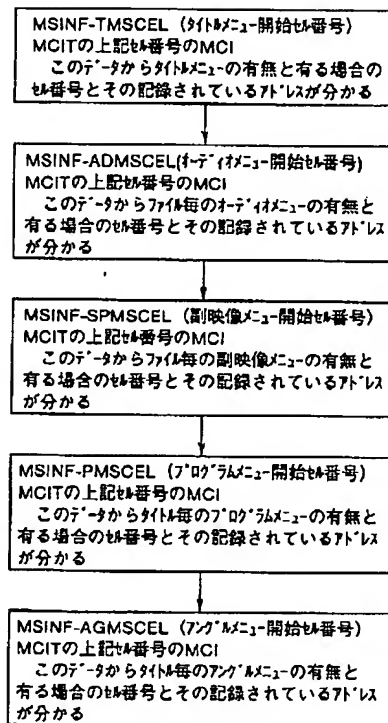 MSINF-TMSCEL (タイトルメニュー開始セル番号)
MCITの上記セル番号のMCI
このデータからタイトルメニューの有無と有る場合の
セル番号とその記録されているアドレスが分かる
MSINF-ADMSCEL(オーディオメニュー開始セル番号)
MCITの上記セル番号のMCI
このデータからファイル毎のオーディオメニューの有無と
有る場合のセル番号とその記録されているアドレス
が分かる
MSINF-SPMSCEL (副映像メニュー開始セル番号)
MCITの上記セル番号のMCI
このデータからファイル毎の副映像メニューの有無と
有る場合のセル番号とその記録されているアドレス
が分かる
MSINF-PMSCEL (プログラムメニュー開始セル番号)
MCITの上記セル番号のMCI
このデータからタイトル毎のプログラムメニューの有無と
有る場合のセル番号とその記録されているアドレス
が分かる
MSINF-AGMSCEL (アングルメニュー開始セル番号)
MCITの上記セル番号のMCI
このデータからタイトル毎のアングルメニューの有無と
有る場合のセル番号とその記録されているアドレス
が分かる